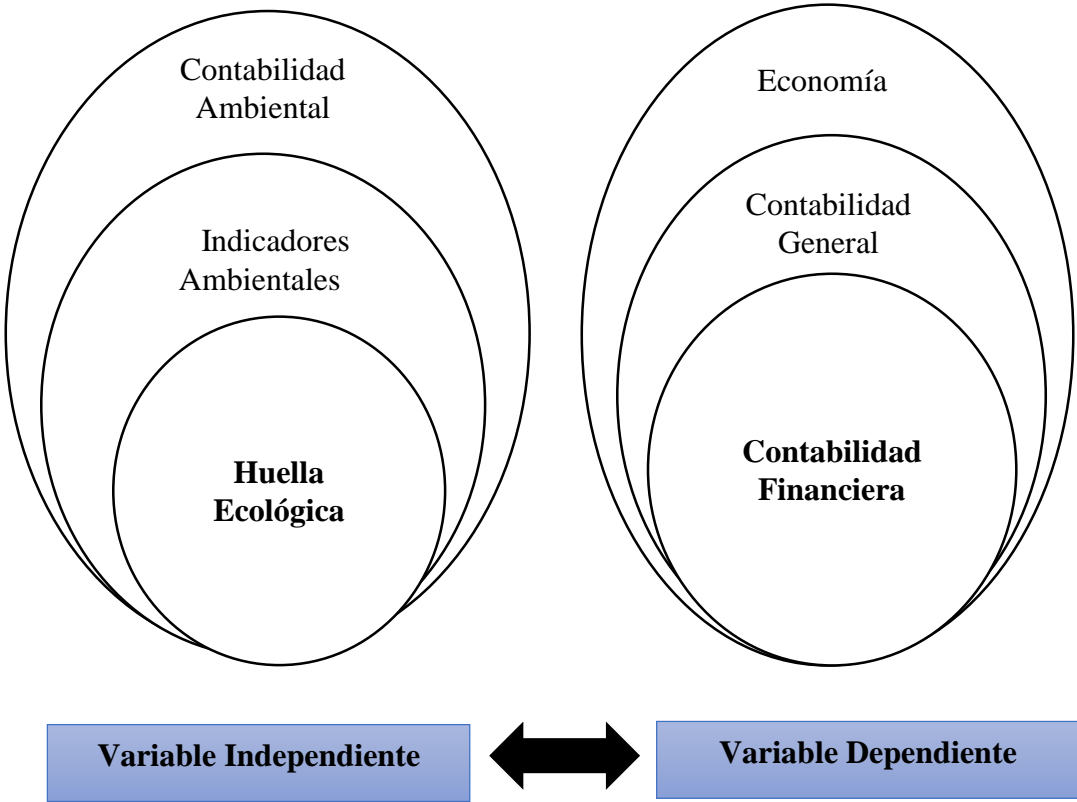 Contabilidad
Ambiental
Indicadores
Ambientales
Huella
Ecológica
Economía
Contabilidad
General
Contabilidad
Financiera
Variable Independiente
Variable Dependiente